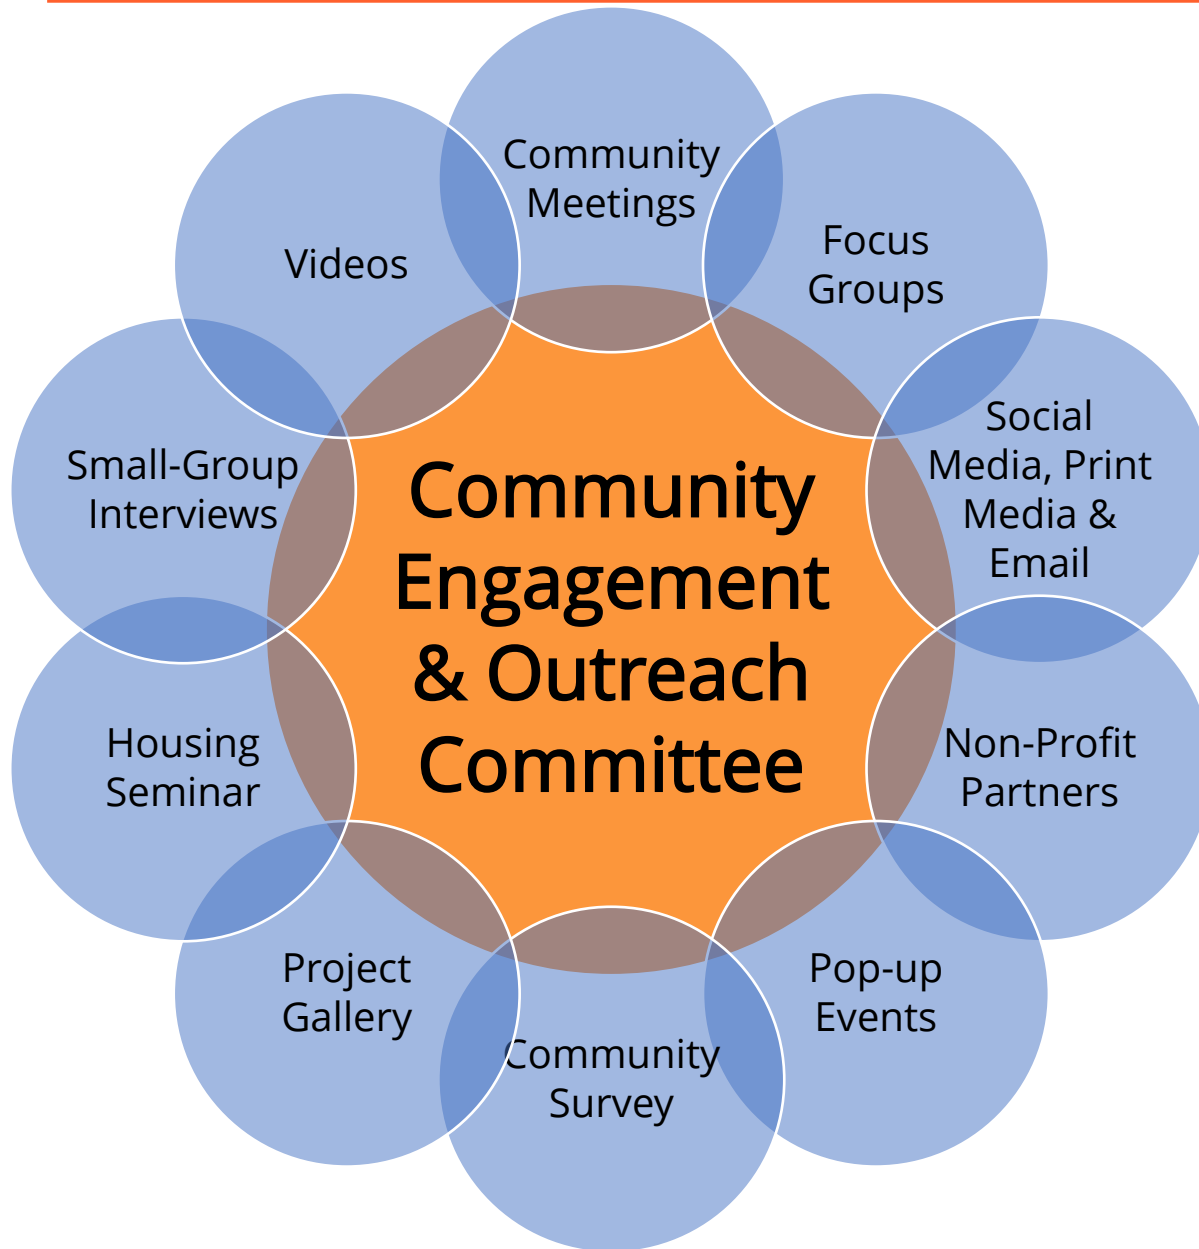 Community
Meetings
Focus
Groups
Social
Media, Print
Media &
Email
Non-Profit
Partners
Pop-up
Events
Community
Survey
Project
Gallery
Housing
Seminar
Small-Group
Interviews
Videos
Community
Engagement
& Outreach
Committee